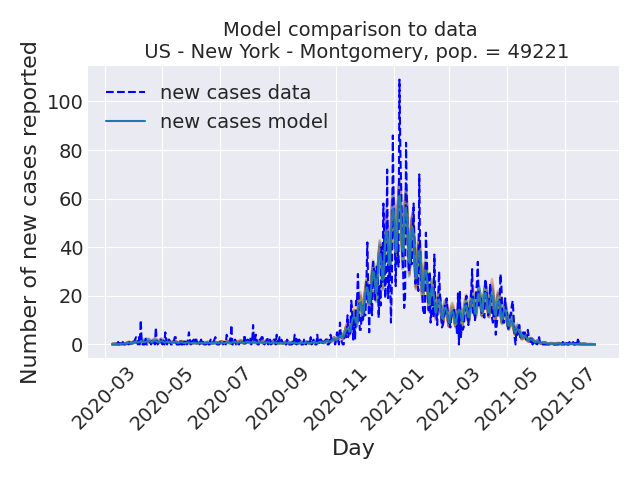 Model comparison to data
US - New York - Montgomery, pop. = 49221
Number of new cases reported
100
80
60
40
20
0
new cases data
new cases model
2020-03
2020-05
2020-07
2020-09
2020-11
2021-01
2021-03
2021-05
2021-07
Day